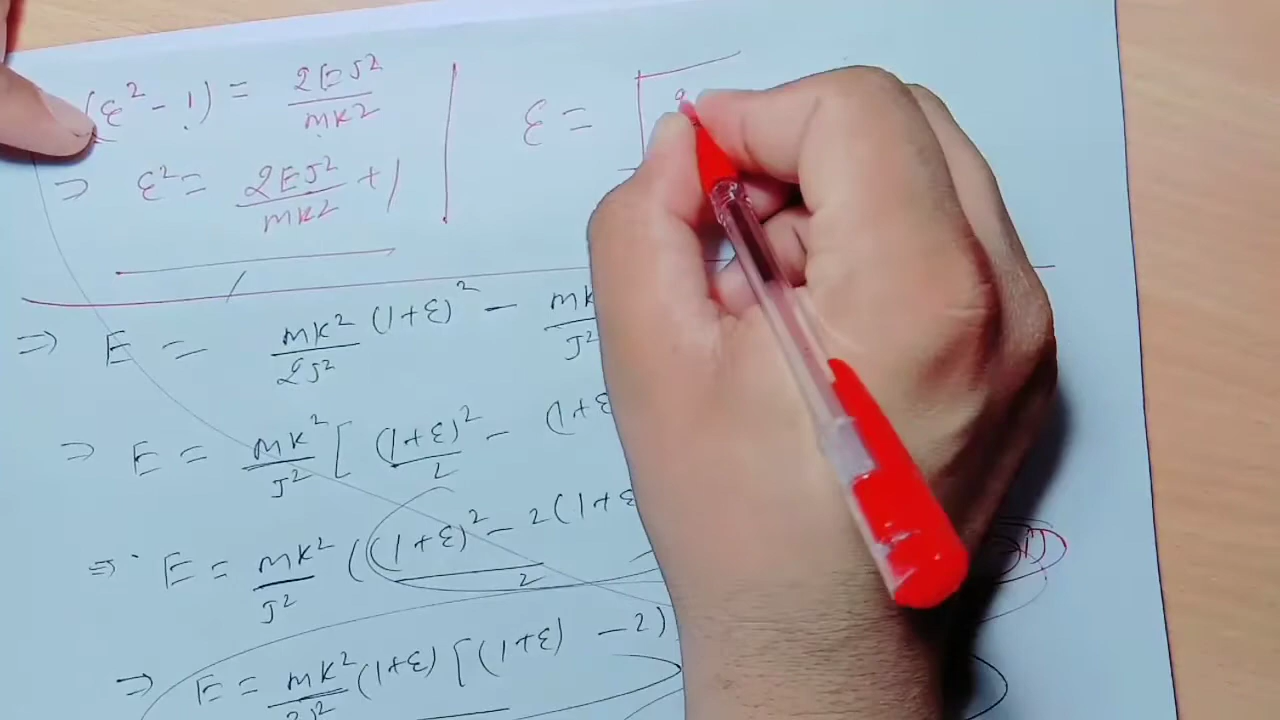 (ε² - 1) = 2EJ²/mk²
⇒ ε² = 2EJ²/mk² + 1
ε = √
⇒ E = mk²/2J² (1+ε)² - mk/J²
⇒ E = mk²/J² [ (1+ε)²/2 - (1+ε
⇒ E = mk²/J² ( (1+ε)² - 2(1+ε / 2
⇒ E = mk²/2J² (1+ε) [(1+ε) - 2)